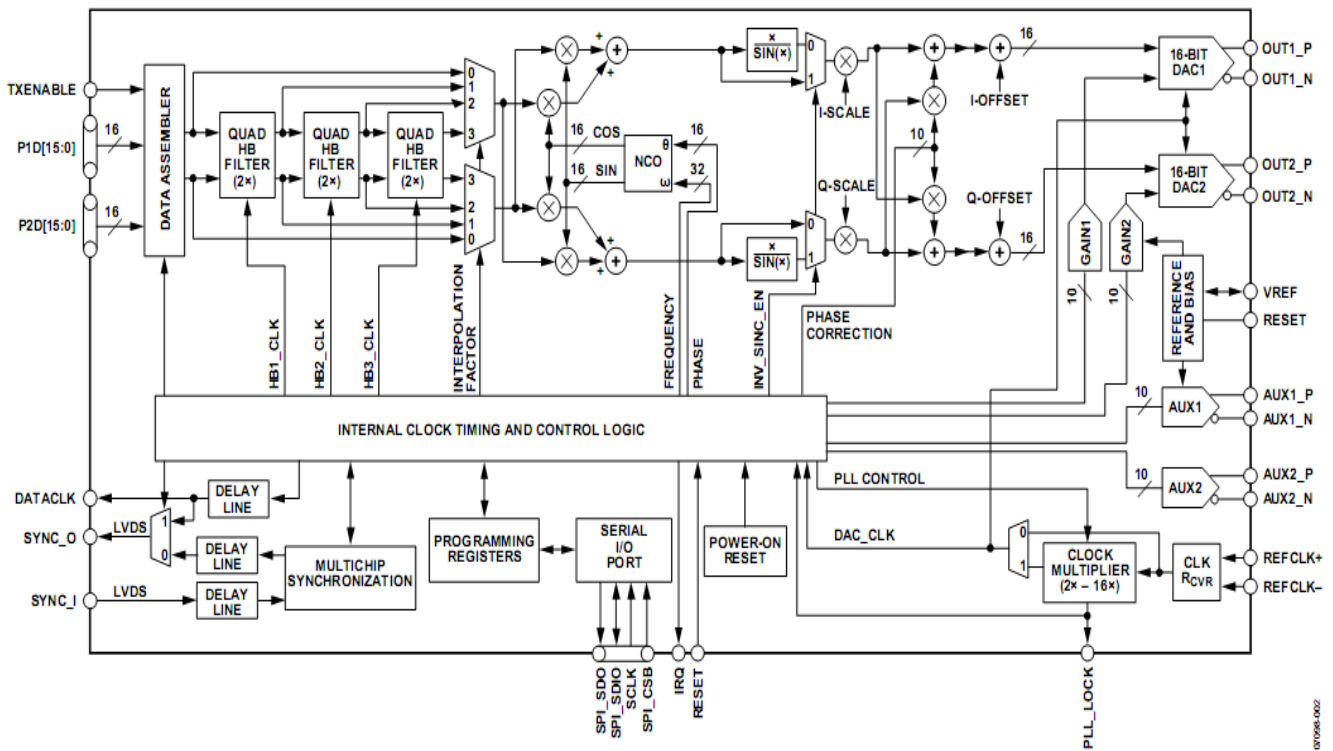 TXENABLE
P1D[15:0]
16
P2D[15:0]
16
DATA ASSEMBLER
QUAD
HB
FILTER
(2×)
QUAD
HB
FILTER
(2×)
QUAD
HB
FILTER
(2×)
0
1
2
3
3
2
1
0
HB1_CLK
HB2_CLK
HB3_CLK
INTERPOLATION
FACTOR
+
+
+
16
COS
16
SIN
NCO
θ
ω
16
32
+
+
+
FREQUENCY
PHASE
×
SIN(×)
0
1
×
SIN(×)
0
1
INV_SINC_EN
I-SCALE
Q-SCALE
10
PHASE
CORRECTION
+
+
I-OFFSET
16
Q-OFFSET
+
+
16
16-BIT
DAC1
OUT1_P
OUT1_N
16-BIT
DAC2
OUT2_P
OUT2_N
GAIN1
GAIN2
10
10
REFERENCE
AND BIAS
VREF
RESET
10
AUX1
AUX1_P
AUX1_N
10
AUX2
AUX2_P
AUX2_N
INTERNAL CLOCK TIMING AND CONTROL LOGIC
DATACLK
DELAY
LINE
SYNC_O
LVDS
1
0
DELAY
LINE
SYNC_I
LVDS
DELAY
LINE
MULTICHIP
SYNCHRONIZATION
PROGRAMMING
REGISTERS
SERIAL
I/O
PORT
POWER-ON
RESET
PLL CONTROL
DAC_CLK
0
1
CLOCK
MULTIPLIER
(2× – 16×)
CLK
RCVR
REFCLK+
REFCLK–
SPI_SDO
SPI_SDIO
SCLK
SPI_CSB
IRQ
RESET
PLL_LOCK
07098-002